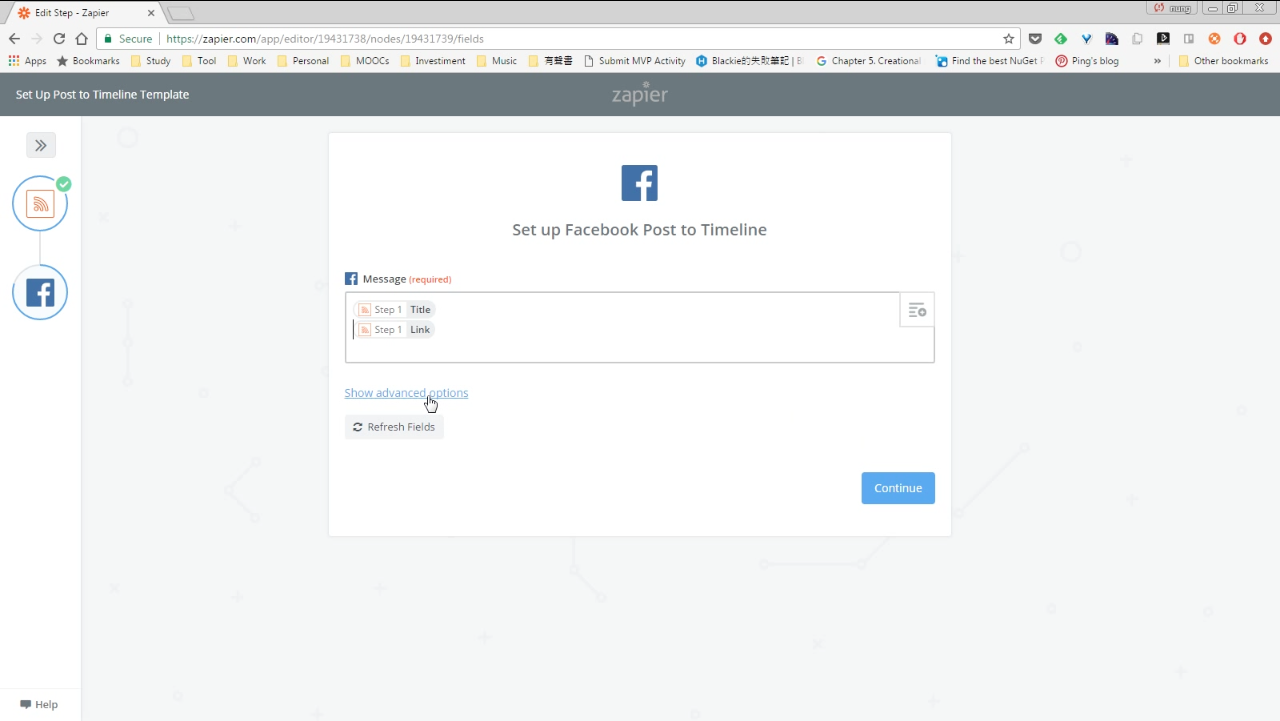 Edit Step - Zapier
nung
Secure https://zapier.com/app/editor/19431738/nodes/19431739/fields
Apps Bookmarks Study Tool Work Personal MOOCs Investiment Music 有聲書 Submit MVP Activity Blackie的失敗筆記 | B Chapter 5. Creational Find the best NuGet Ping's blog » Other bookmarks
Set Up Post to Timeline Template
zapier
Set up Facebook Post to Timeline
Message (required)
Step 1 Title
Step 1 Link
Show advanced options
Refresh Fields
Continue
Help